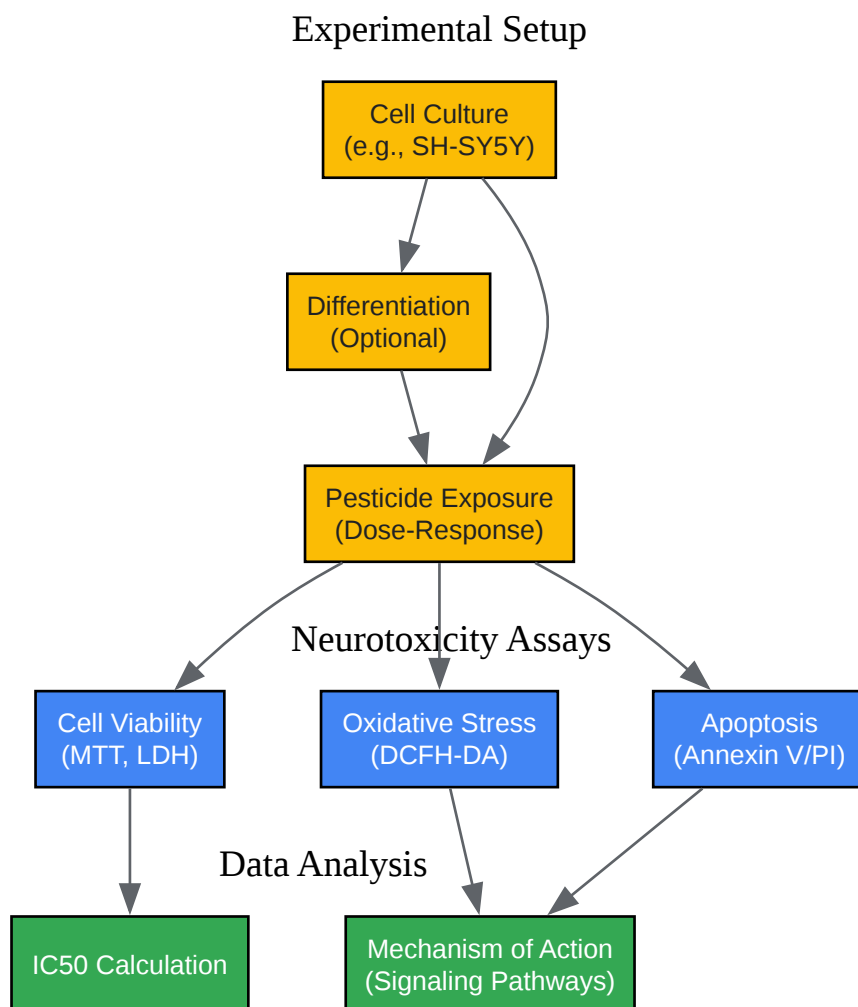 Experimental Setup
Cell Culture
(e.g., SH-SY5Y)
Differentiation
(Optional)
Pesticide Exposure
(Dose-Response)
Neurotoxicity Assays
Cell Viability
(MTT, LDH)
Oxidative Stress
(DCFH-DA)
Apoptosis
(Annexin V/PI)
Data Analysis
IC50 Calculation
Mechanism of Action
(Signaling Pathways)